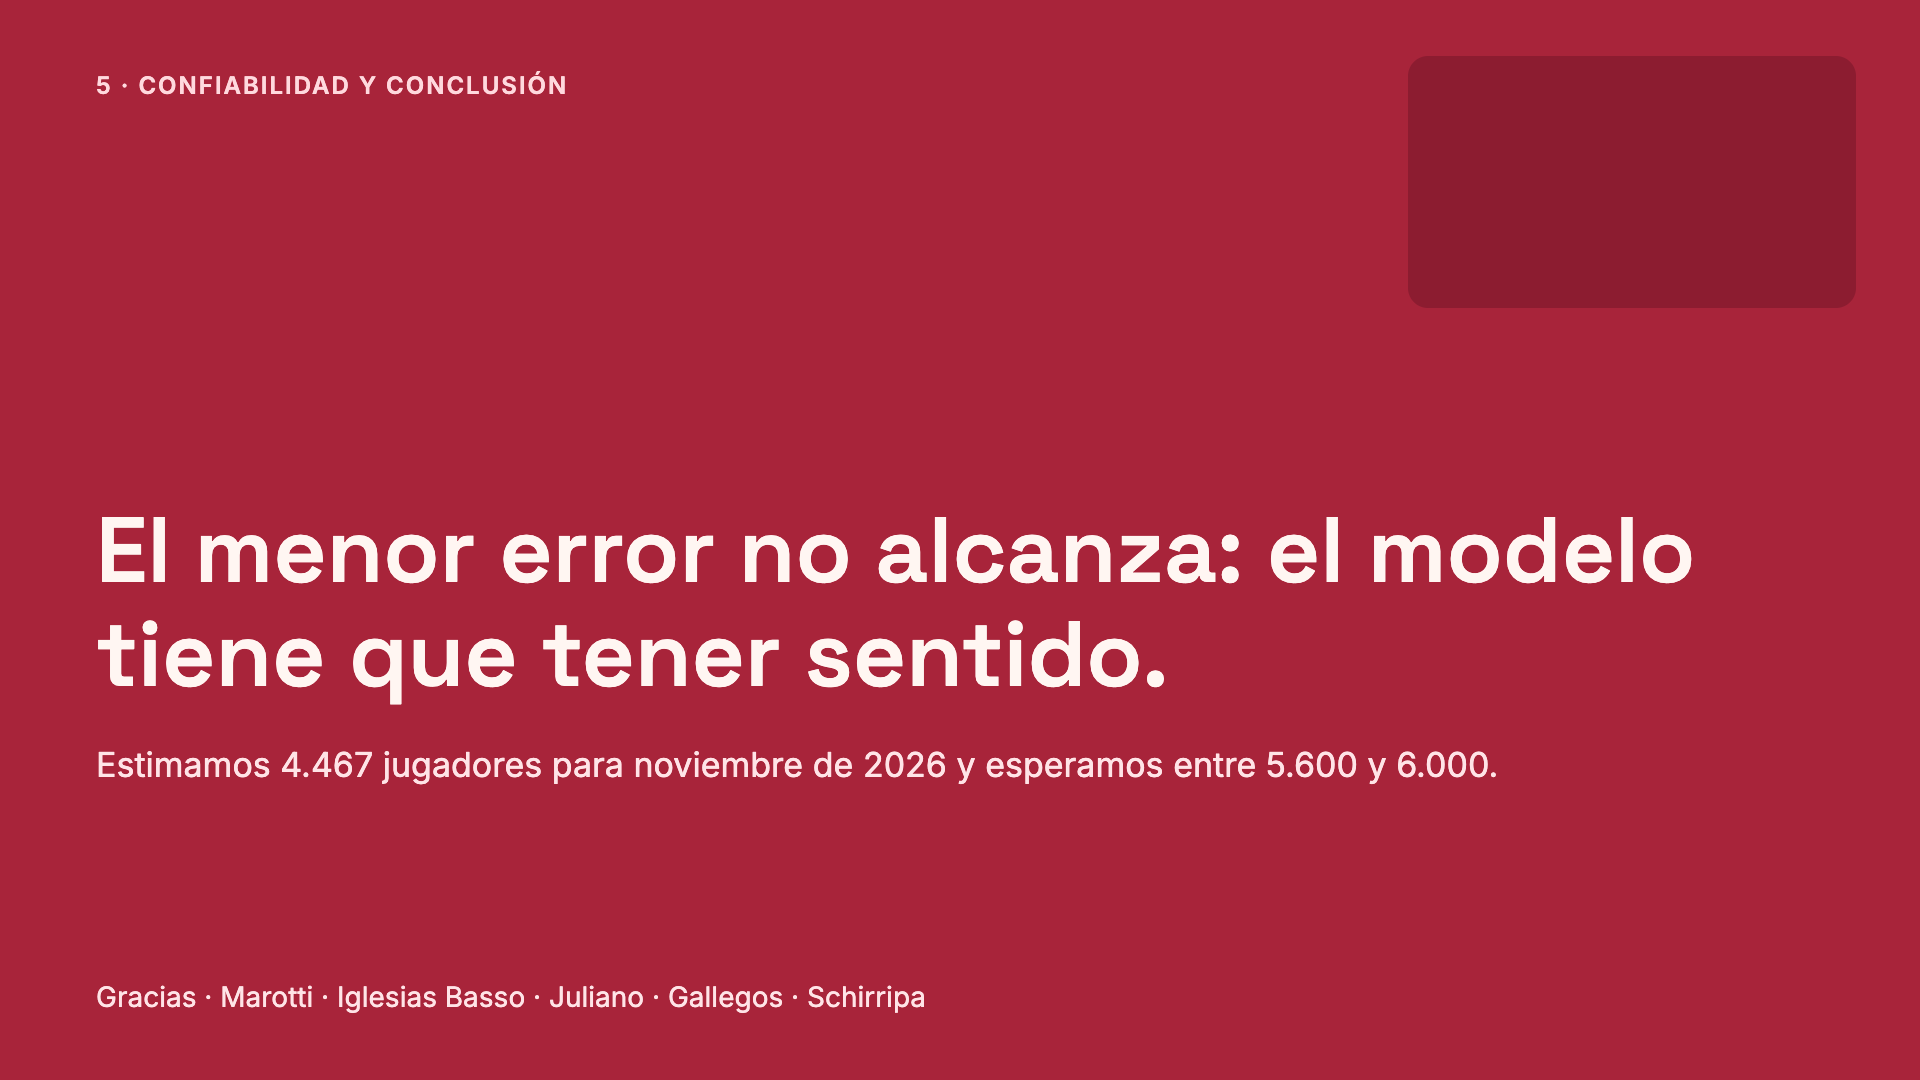 5 · CONFIABILIDAD Y CONCLUSIÓN
El menor error no alcanza: el modelo
tiene que tener sentido.
Estimamos 4.467 jugadores para noviembre de 2026 y esperamos entre 5.600 y 6.000.
Gracias · Marotti · Iglesias Basso · Juliano · Gallegos · Schirripa